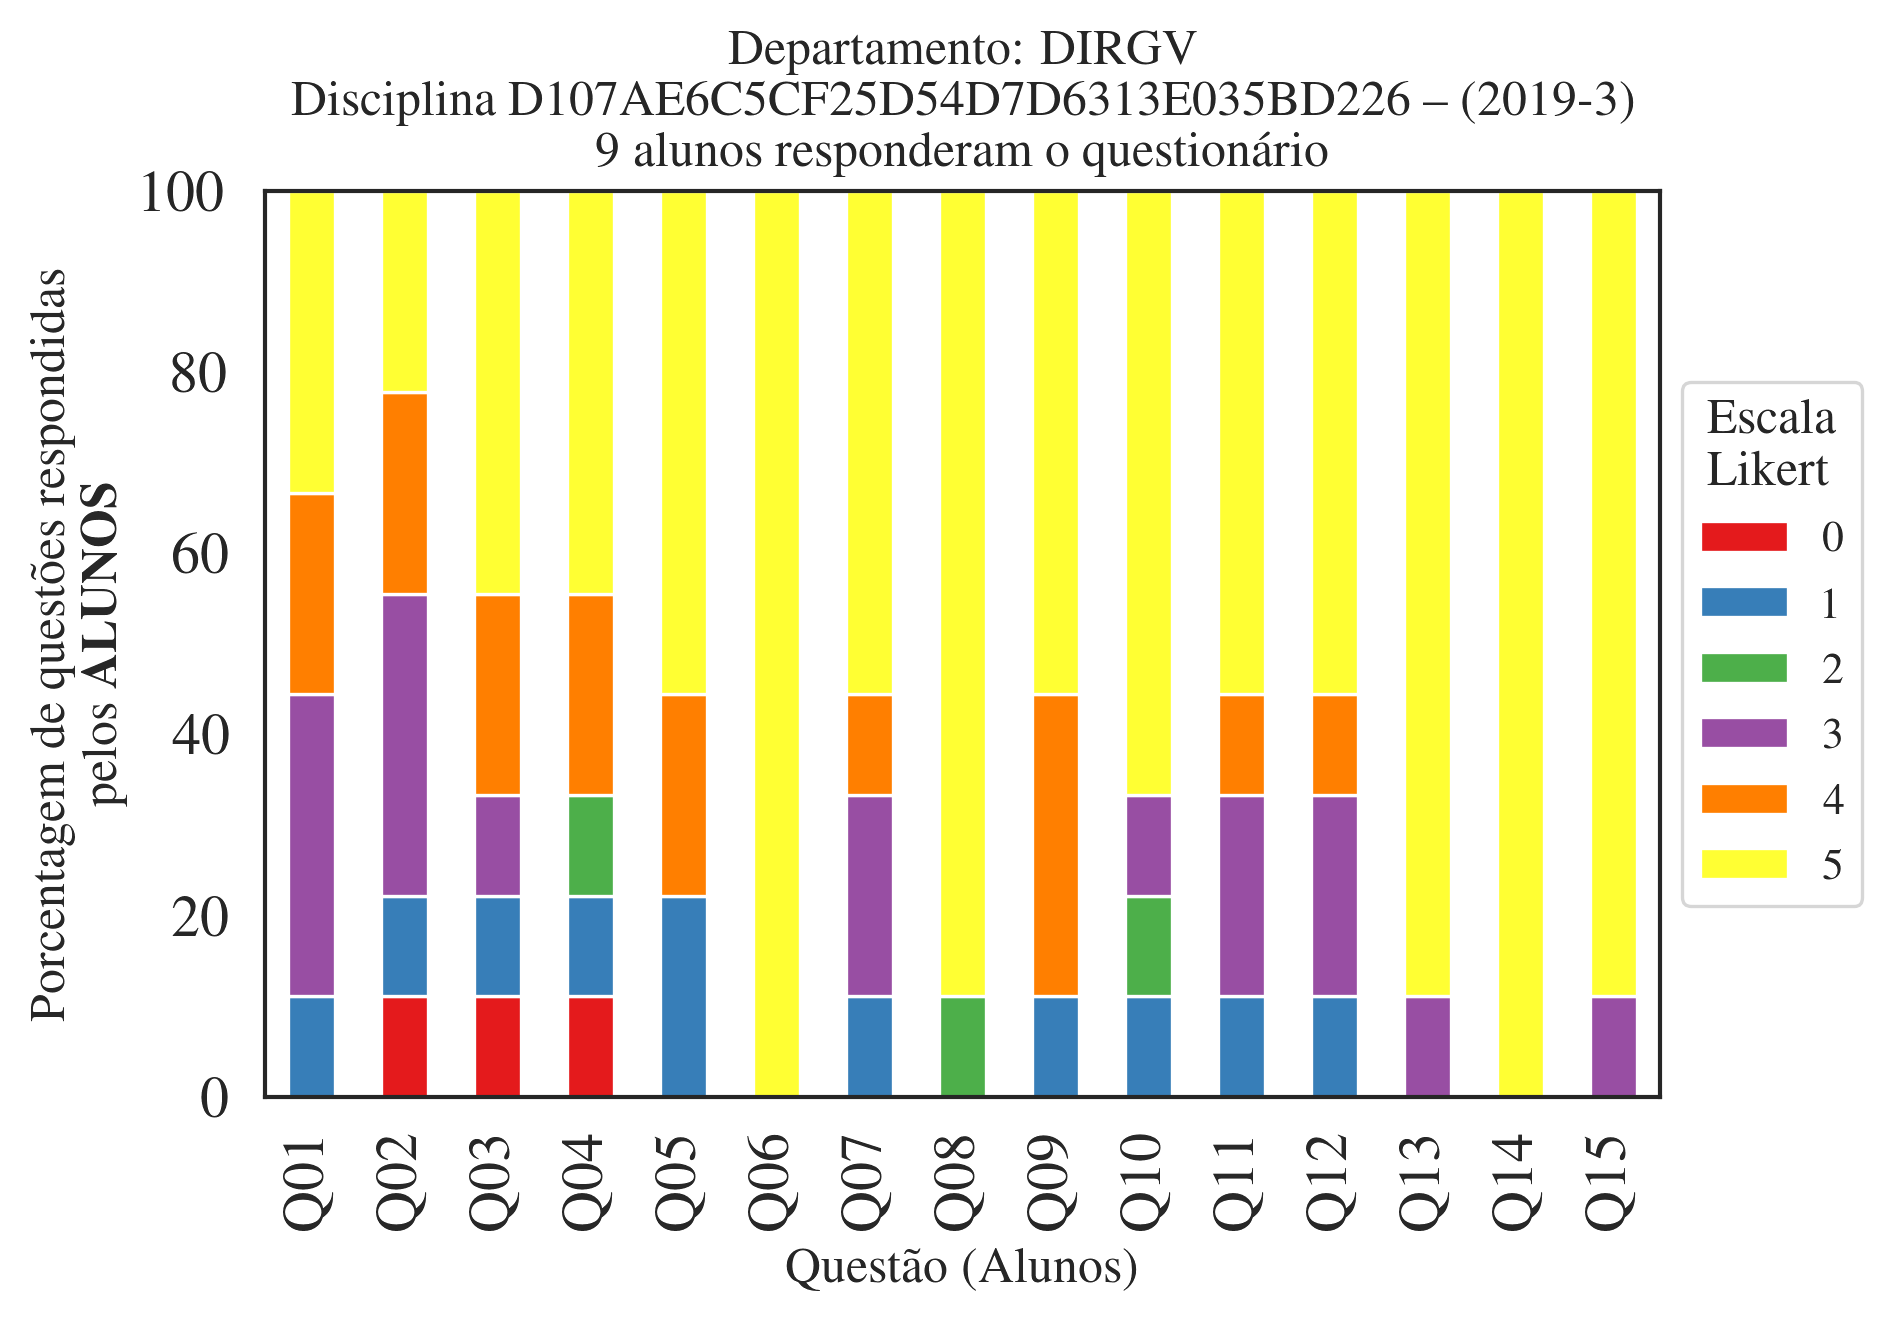 Departamento: DIRGV
Disciplina D107AE6C5CF25D54D7D6313E035BD226 – (2019-3)
9 alunos responderam o questionário
100
80
60
40
20
0
Porcentagem de questões respondidas
pelos ALUNOS
Q01
Q02
Q03
Q04
Q05
Q06
Q07
Q08
Q09
Q10
Q11
Q12
Q13
Q14
Q15
Questão (Alunos)
Escala
Likert
0
1
2
3
4
5